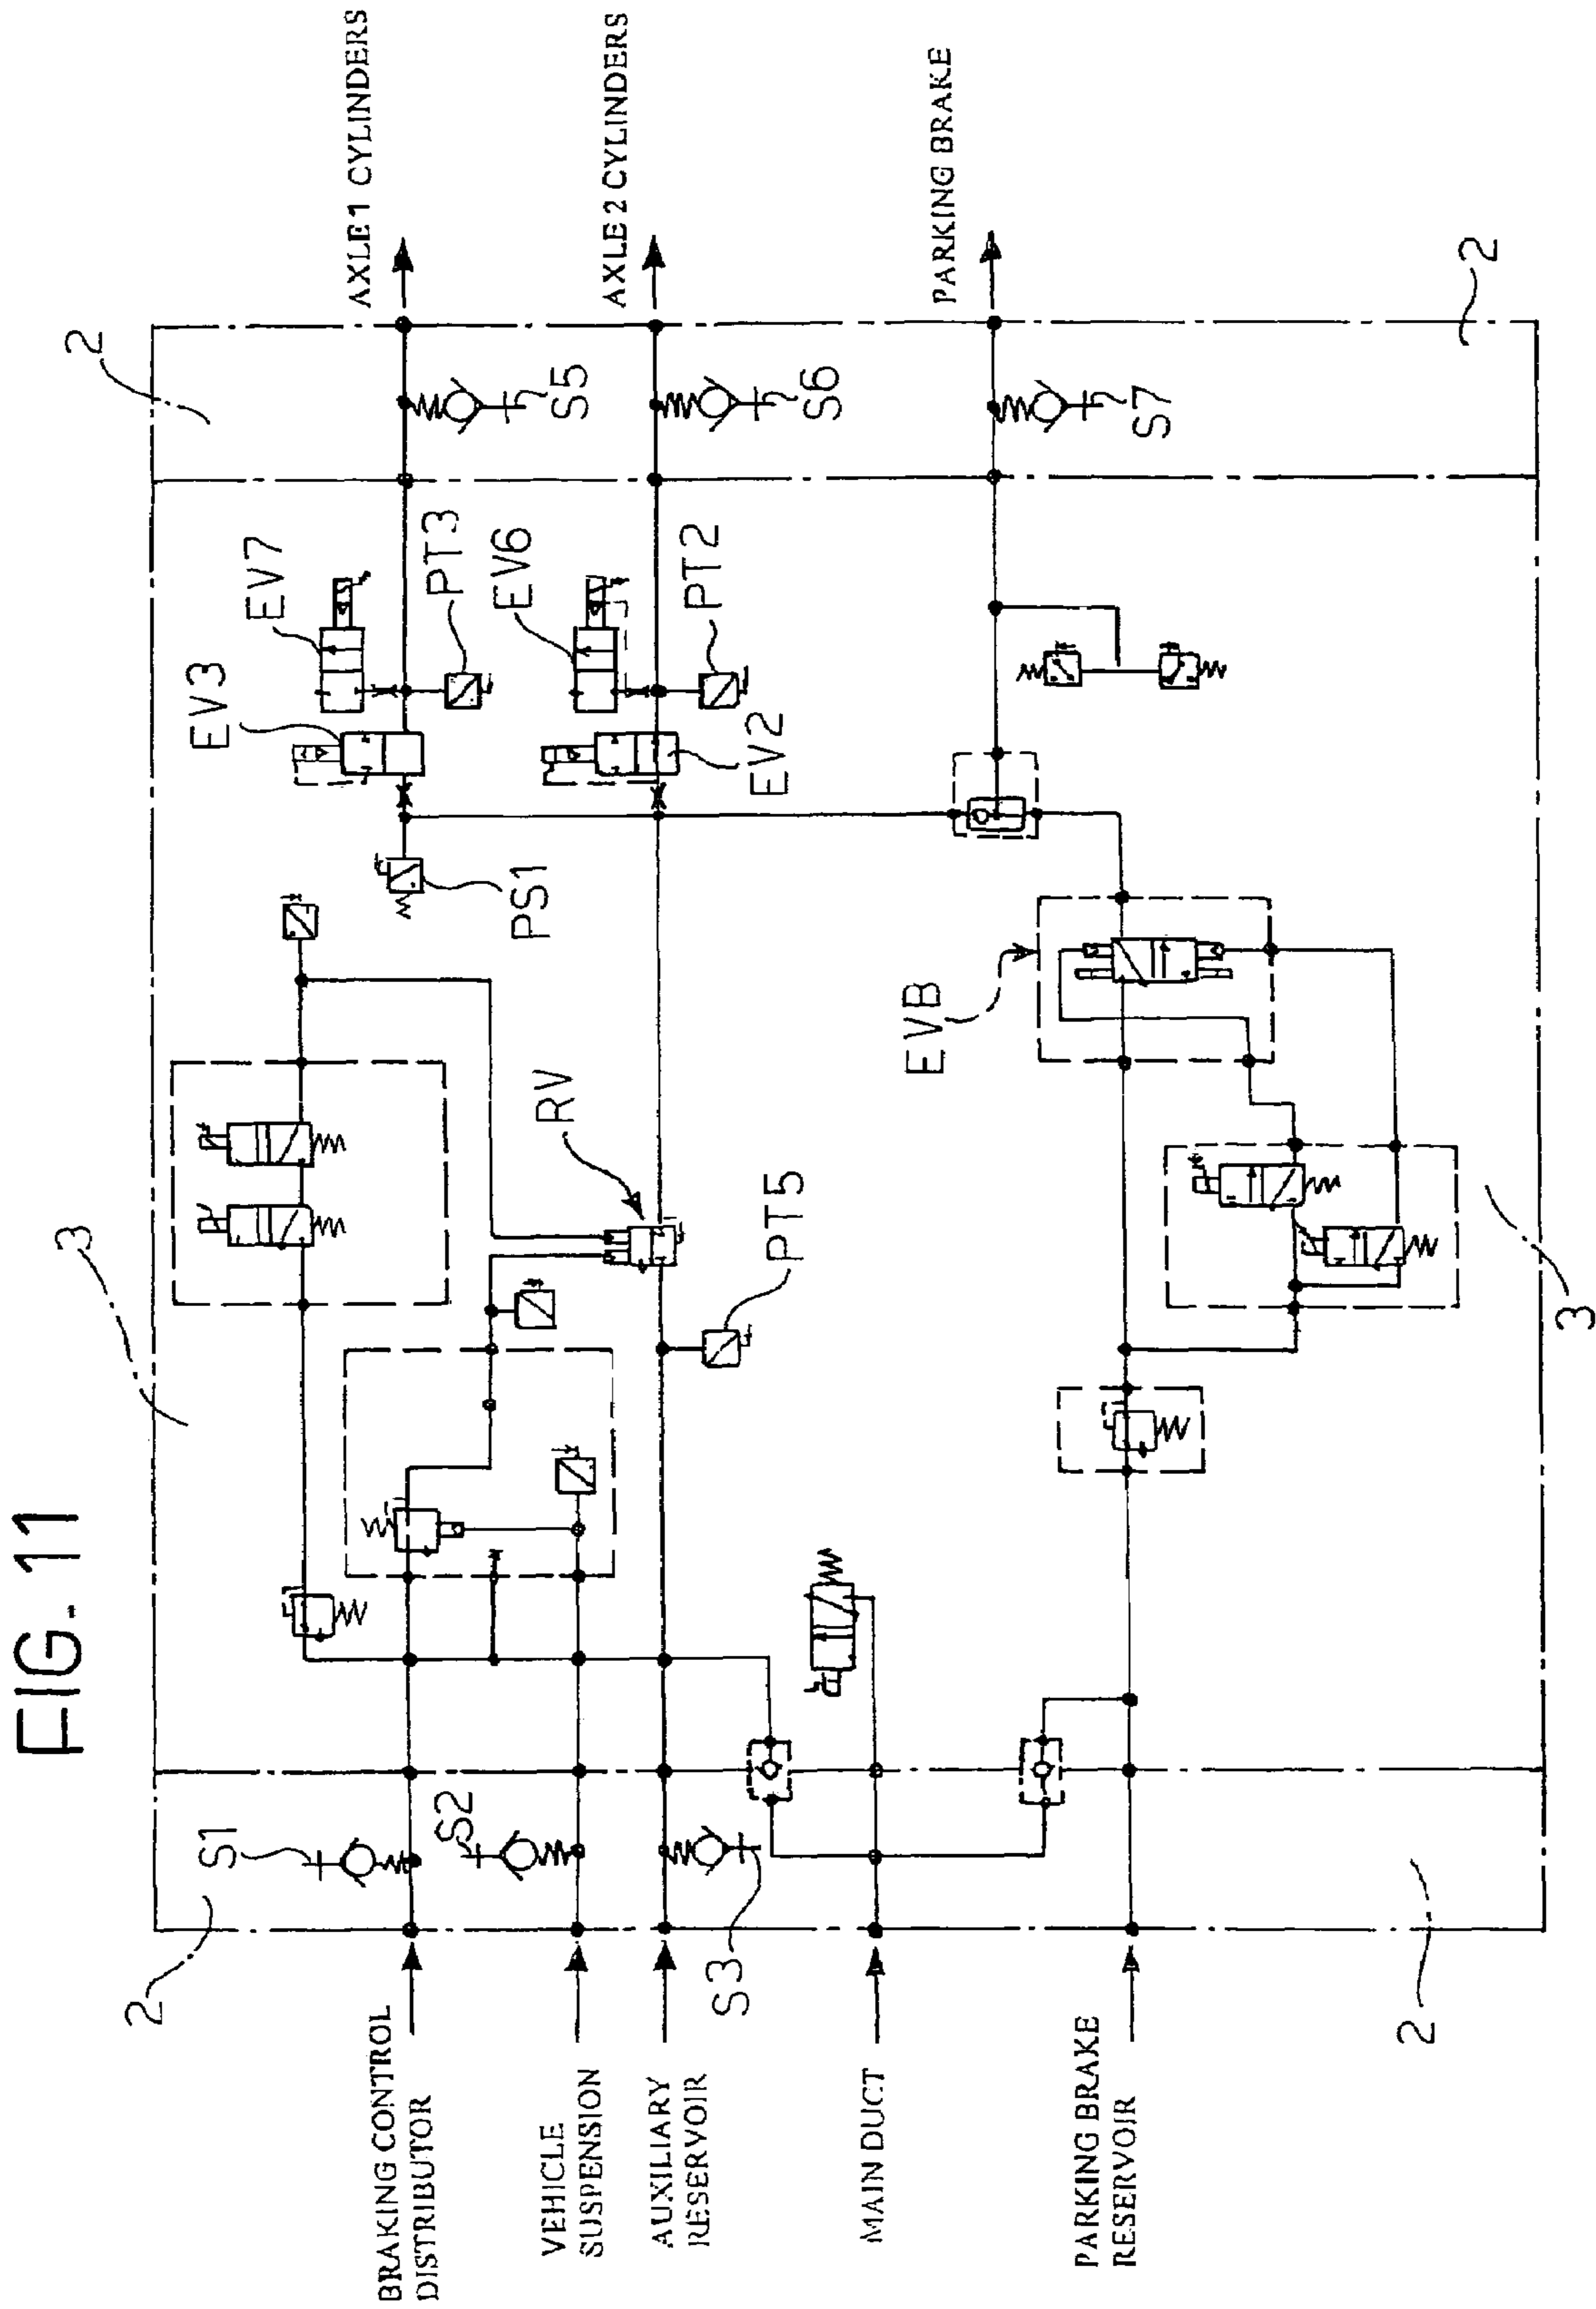 FIG. 11
AXLE 1 CYLINDERS
AXLE 2 CYLINDERS
PARKING BRAKE
2
2
S5
S6
S7
EV7
PT3
EV6
PT2
EV3
EV2
PS1
EVB
RV
PT5
3
3
S1
S2
S3
2
2
BRAKING CONTROL
DISTRIBUTOR
VEHICLE
SUSPENSION
AUXILIARY
RESERVOIR
MAIN DUCT
PARKING BRAKE
RESERVOIR